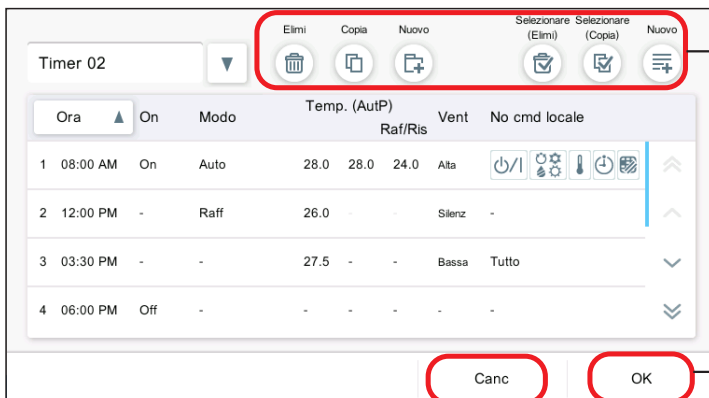 Elimi Copia Nuovo Selezionare (Elimi) Selezionare (Copia) Nuovo
Timer 02
Ora On Modo Temp. (AutP) Raf/Ris Vent No cmd locale
1 08:00 AM On Auto 28.0 28.0 24.0 Alta
2 12:00 PM - Raff 26.0 - - Silenz -
3 03:30 PM - - 27.5 - - Bassa Tutto
4 06:00 PM Off - - - - - -
Canc OK